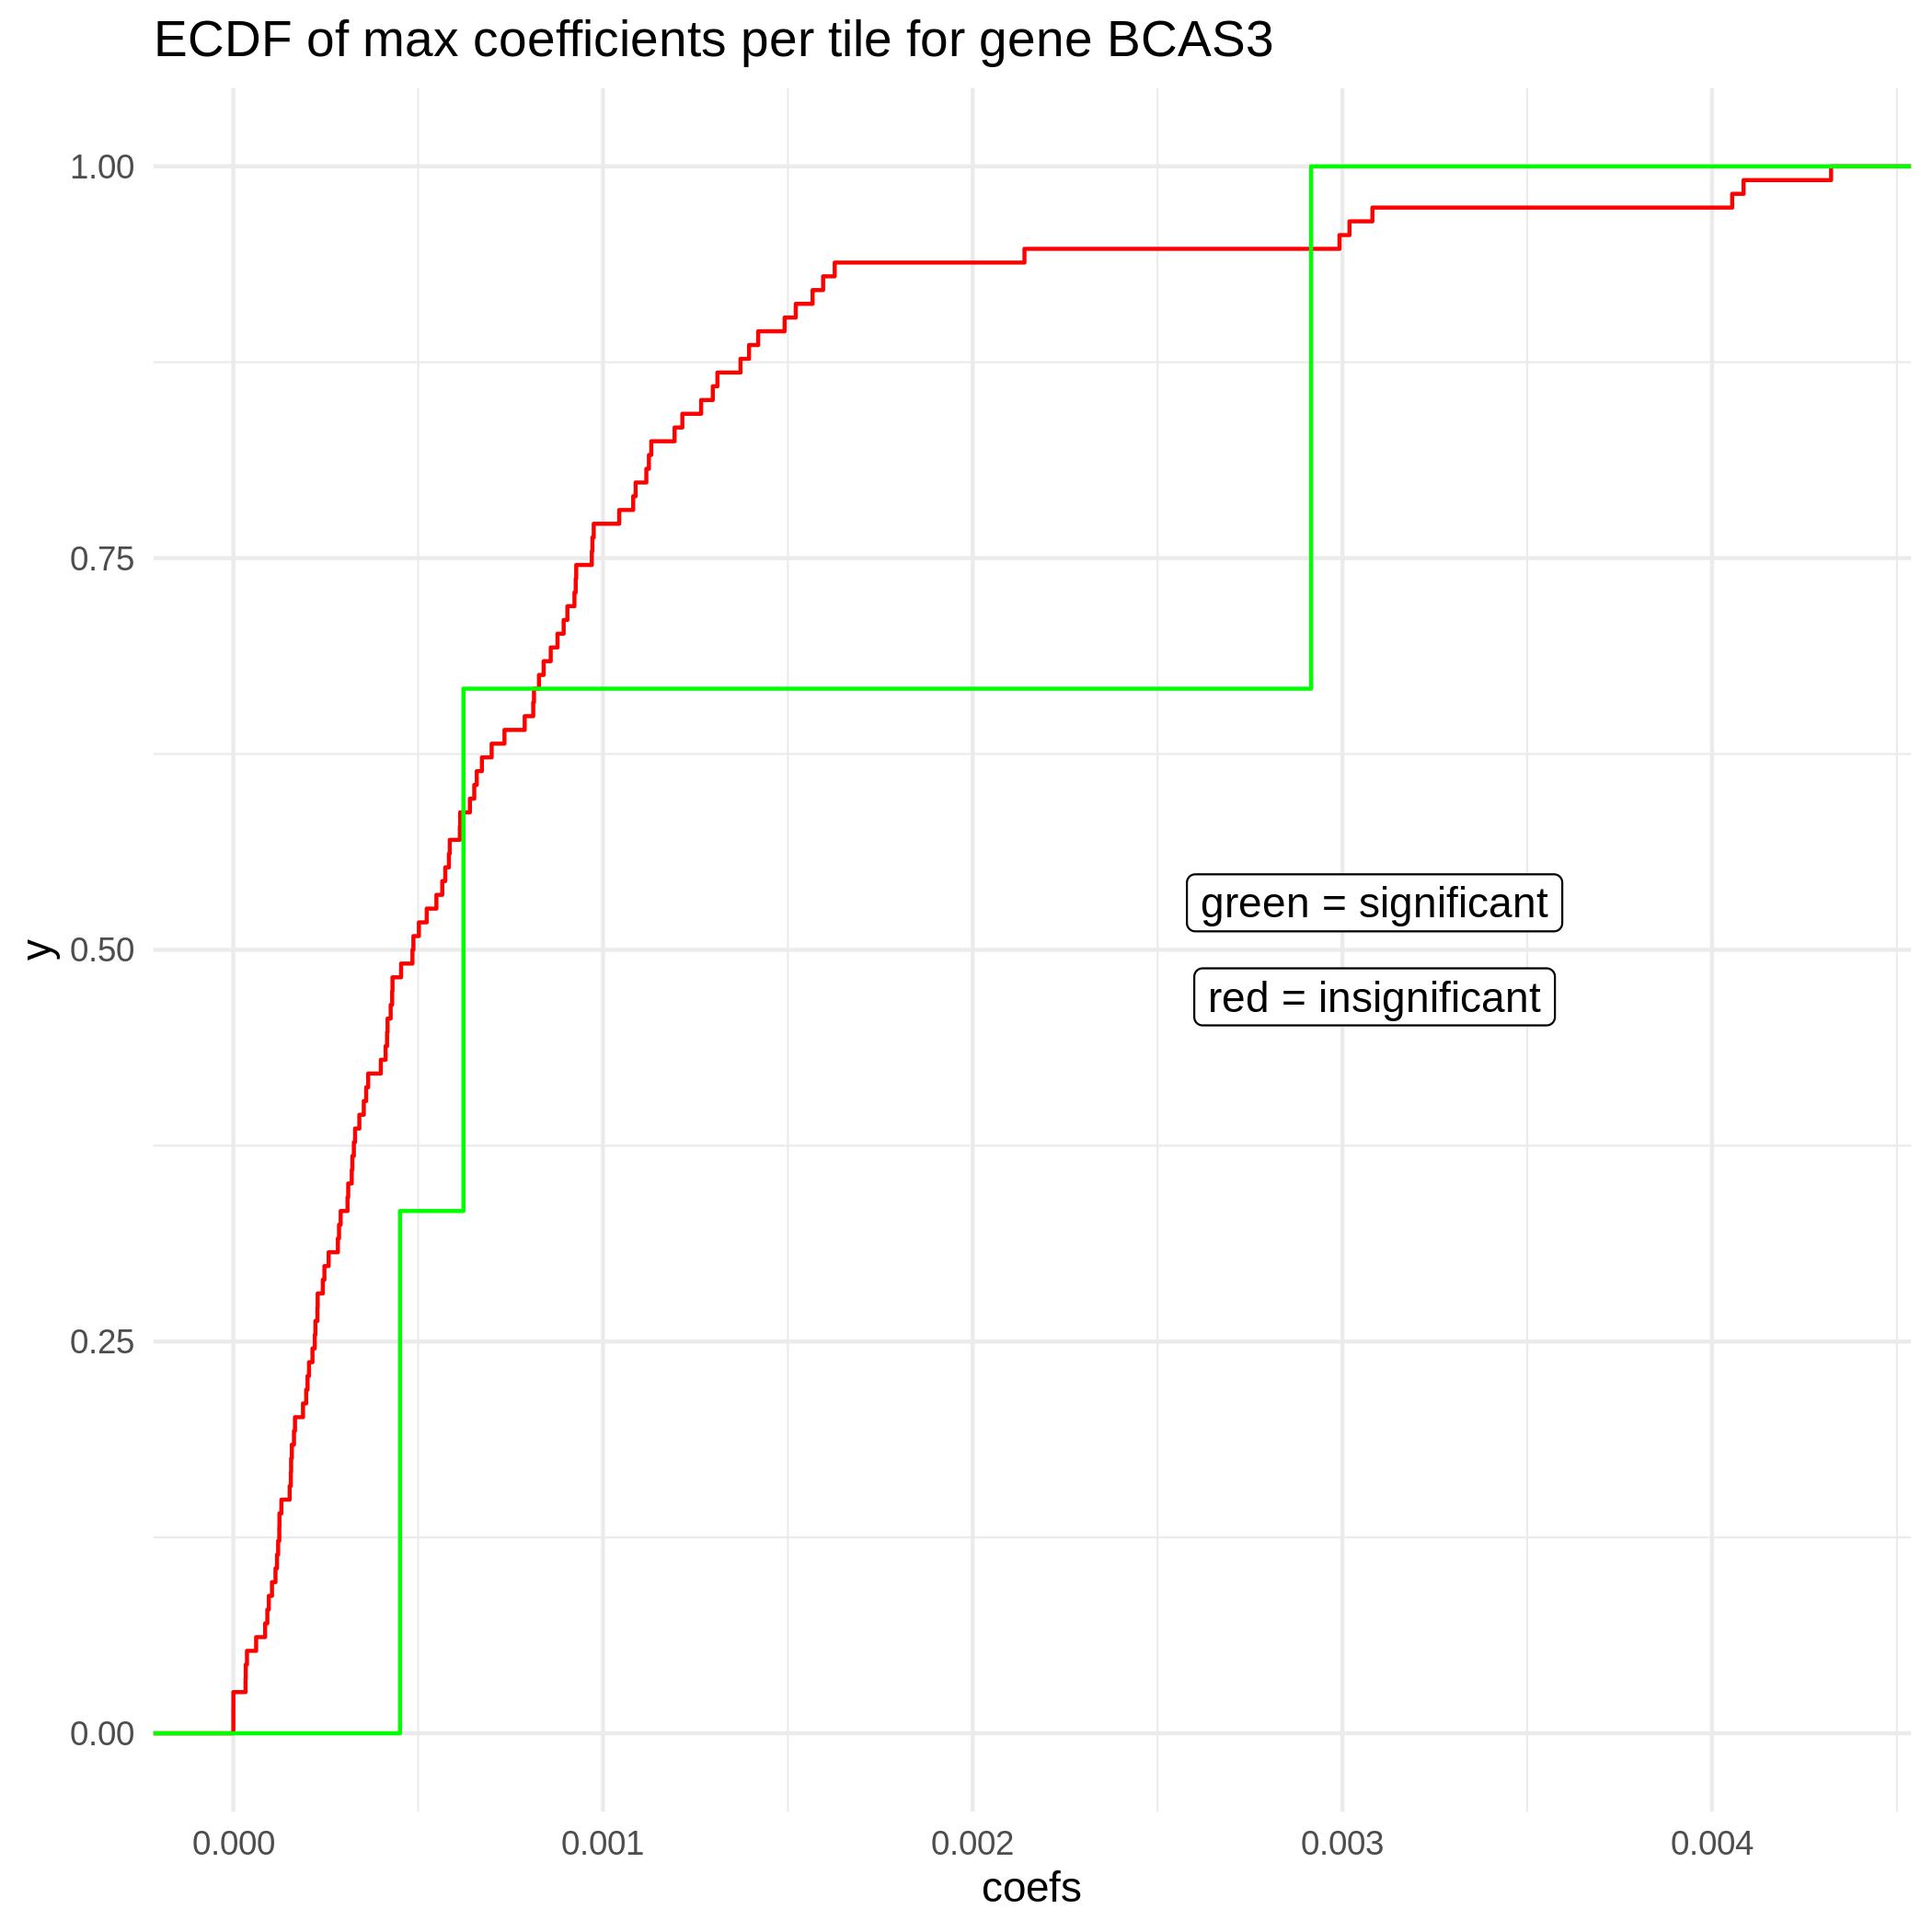 ECDF of max coefficients per tile for gene BCAS3
1.00
0.75
0.50
0.25
0.00
y
green = significant
red = insignificant
0.000 0.001 0.002 0.003 0.004
coefs